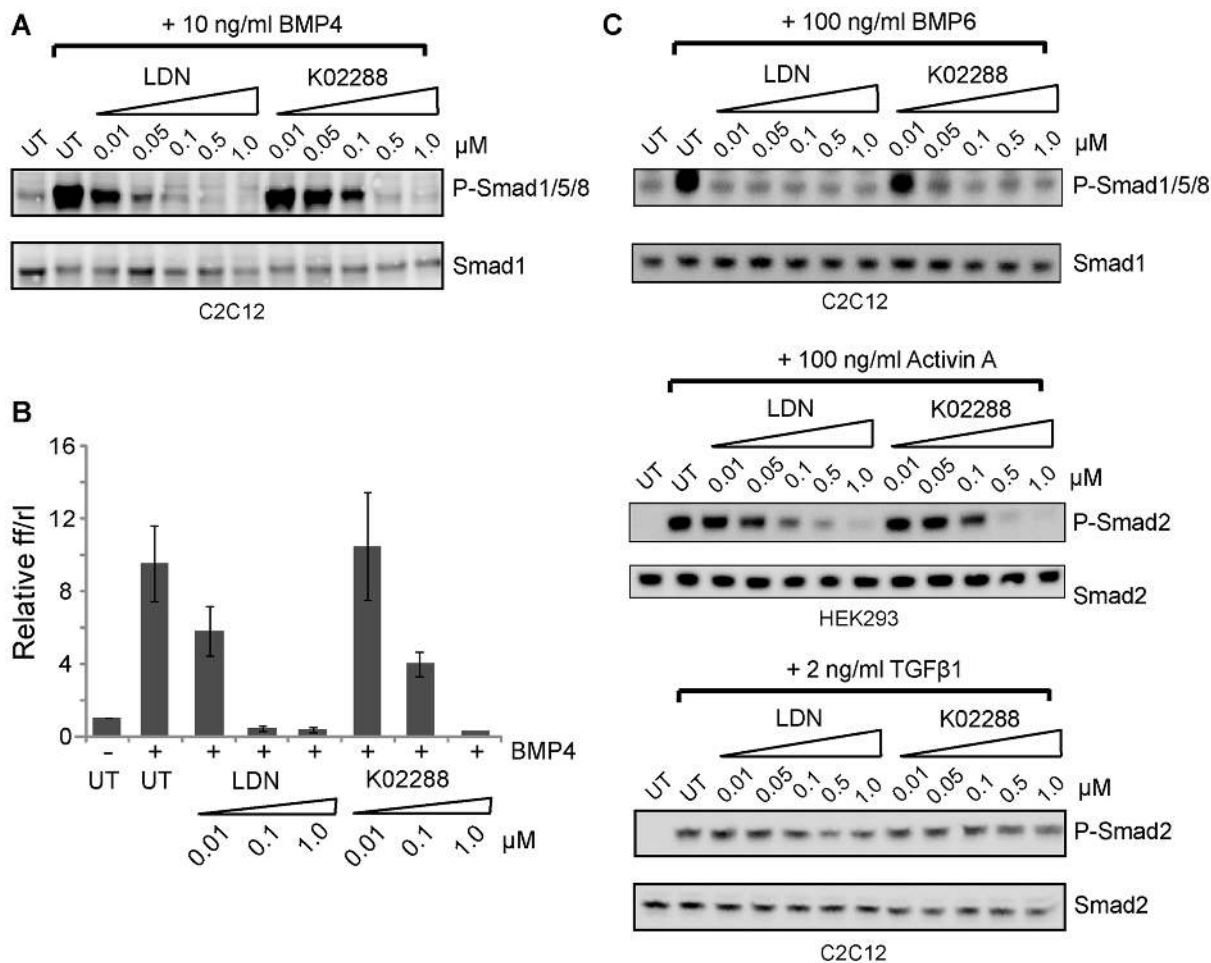 A
+ 10 ng/ml BMP4
LDN
K02288
UT UT 0.01 0.05 0.1 0.5 1.0 0.01 0.05 0.1 0.5 1.0 µM
P-Smad1/5/8
Smad1
C2C12
B
Relative ff/rl
16
12
8
4
0
- + + + + + + + BMP4
UT UT LDN K02288
0.01 0.1 1.0 0.01 0.1 1.0 µM
C
+ 100 ng/ml BMP6
LDN
K02288
UT UT 0.01 0.05 0.1 0.5 1.0 0.01 0.05 0.1 0.5 1.0 µM
P-Smad1/5/8
Smad1
C2C12
+ 100 ng/ml Activin A
LDN
K02288
UT UT 0.01 0.05 0.1 0.5 1.0 0.01 0.05 0.1 0.5 1.0 µM
P-Smad2
Smad2
HEK293
+ 2 ng/ml TGFβ1
LDN
K02288
UT UT 0.01 0.05 0.1 0.5 1.0 0.01 0.05 0.1 0.5 1.0 µM
P-Smad2
Smad2
C2C12